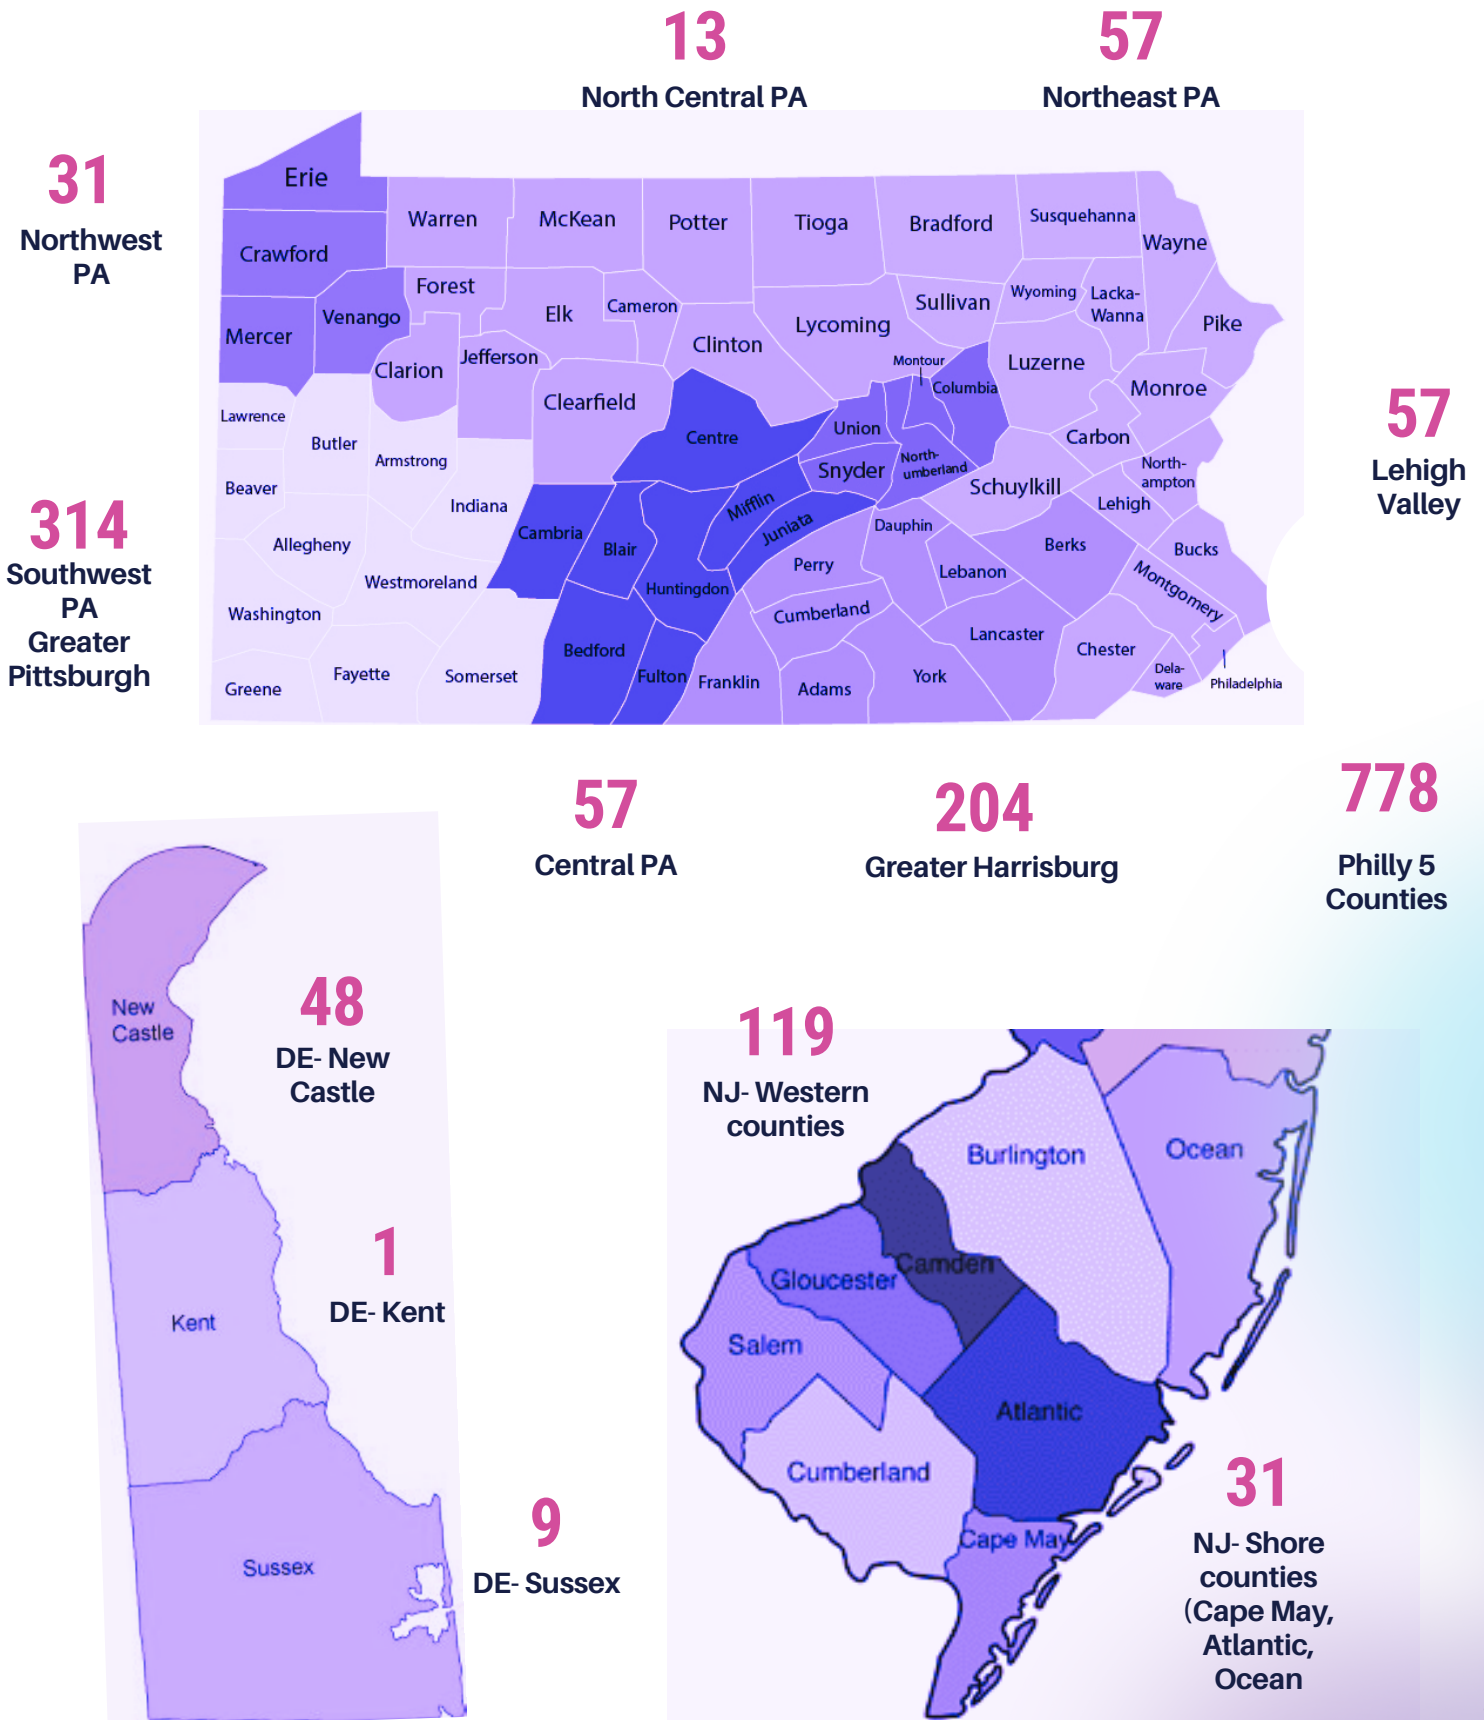 13
North Central PA
57
Northeast PA
31
Northwest
PA
314
Southwest
PA
Greater
Pittsburgh
57
Lehigh
Valley
Erie
Warren
McKean
Potter
Tioga
Bradford
Susquehanna
Wayne
Crawford
Forest
Elk
Cameron
Sullivan
Wyoming
Lacka-
Wanna
Pike
Mercer
Venango
Clarion
Jefferson
Clinton
Lycoming
Montour
Columbia
Luzerne
Monroe
Lawrence
Butler
Armstrong
Clearfield
Centre
Union
Snyder
North-
umberland
Carbon
North-
ampton
Beaver
Indiana
Mifflin
Juniata
Schuylkill
Lehigh
Allegheny
Cambria
Blair
Dauphin
Berks
Bucks
Westmoreland
Huntingdon
Perry
Lebanon
Montgomery
Washington
Cumberland
Bedford
Lancaster
Chester
Greene
Fayette
Somerset
Fulton
Franklin
Adams
York
Dela-
ware
Philadelphia
57
Central PA
204
Greater Harrisburg
778
Philly 5
Counties
New
Castle
48
DE- New
Castle
Kent
1
DE- Kent
Sussex
9
DE- Sussex
119
NJ- Western
counties
Burlington
Ocean
Camden
Gloucester
Salem
Atlantic
Cumberland
Cape May
31
NJ- Shore
counties
(Cape May,
Atlantic,
Ocean